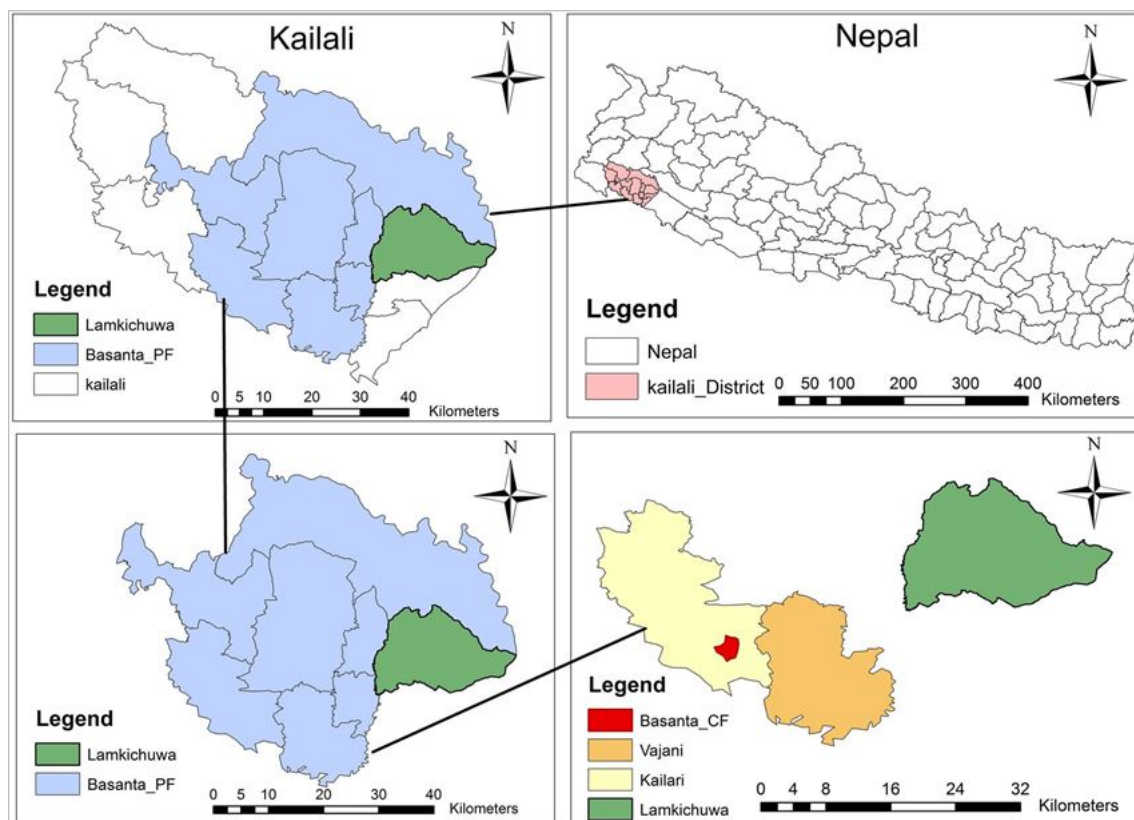 Kailali
N
Legend
Lamkichuwa
Basanta_PF
kailali
0 5 10 20 30 40
Kilometers
Nepal
N
Legend
Nepal
kailali_District
0 50 100 200 300 400
Kilometers
N
Legend
Lamkichuwa
Basanta_PF
0 5 10 20 30 40
Kilometers
N
Legend
Basanta_CF
Vajani
Kailari
Lamkichuwa
0 4 8 16 24 32
Kilometers